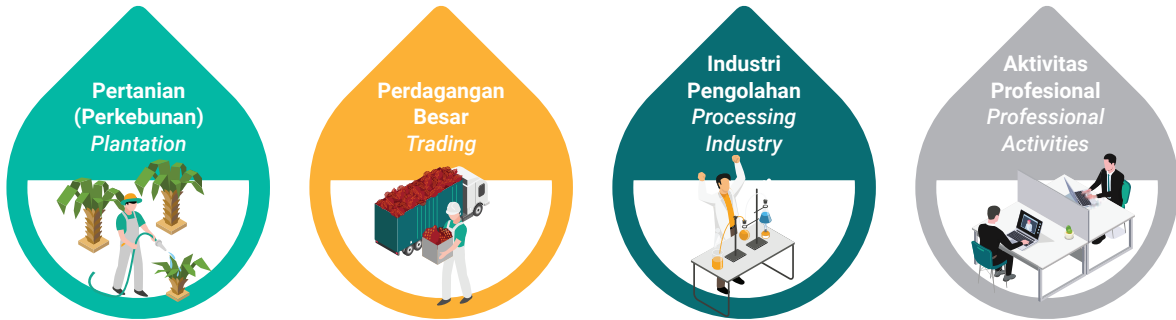 Pertanian
(Perkebunan)
Plantation
Perdagangan
Besar
Trading
Industri
Pengolahan
Processing
Industry
Aktivitas
Profesional
Professional
Activities